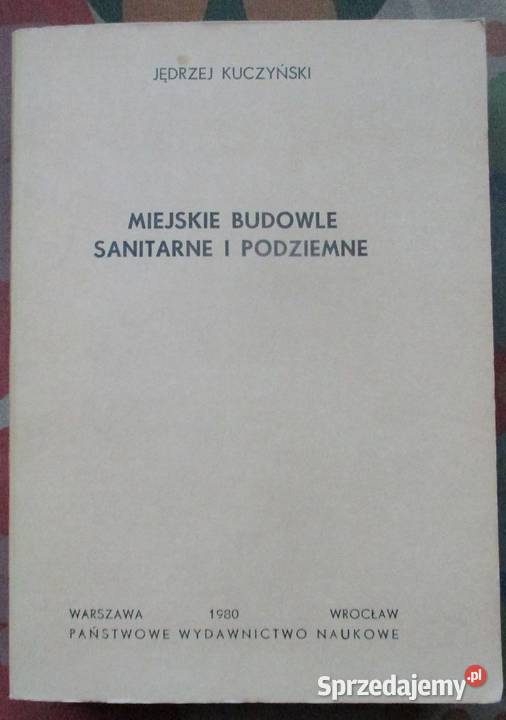 JĘDRZEJ KUCZYŃSKI
MIEJSKIE BUDOWLE
SANITARNE I PODZIEMNE
WARSZAWA 1980 WROCŁAW
PAŃSTWOWE WYDAWNICTWO NAUKOWE
Sprzedajemy.pl